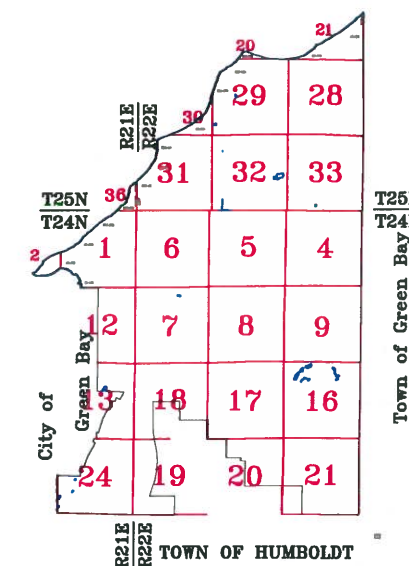 21
20
29 28
R21E
R22E
30
31 32 33
36
T25N
T24N
T25
T24
2
1 6 5 4
12 7 8 9
City of
Green Bay
Town of Green Bay
13 18 17 16
24 19 20 21
R21E
R22E
TOWN OF HUMBOLDT